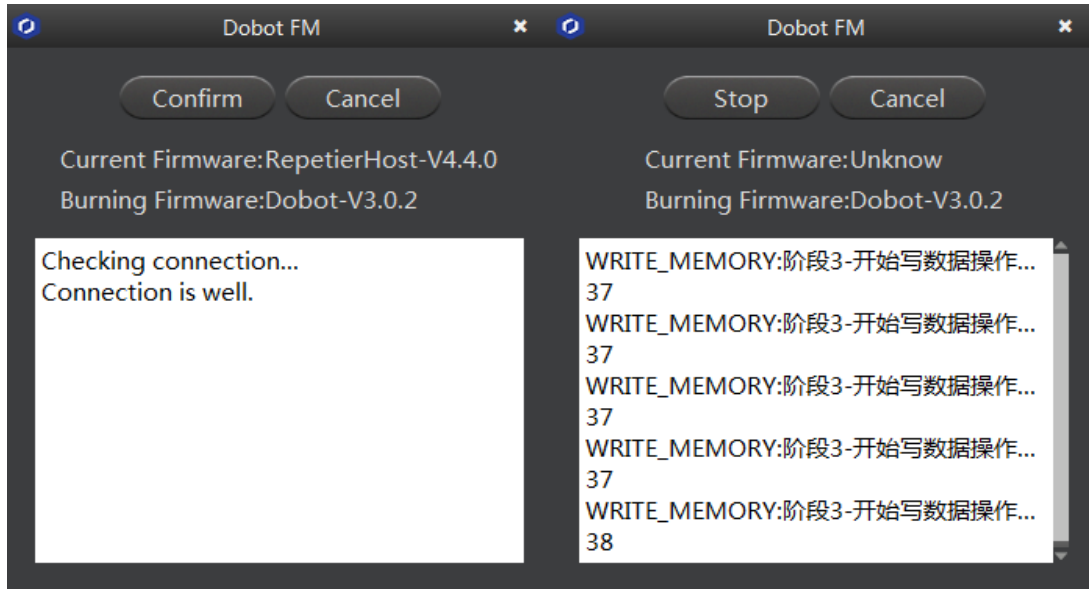 Dobot FM
Confirm Cancel
Current Firmware:RepetierHost-V4.4.0
Burning Firmware:Dobot-V3.0.2
Checking connection...
Connection is well.
Dobot FM
Stop Cancel
Current Firmware:Unknow
Burning Firmware:Dobot-V3.0.2
WRITE_MEMORY:阶段3-开始写数据操作...
37
WRITE_MEMORY:阶段3-开始写数据操作...
37
WRITE_MEMORY:阶段3-开始写数据操作...
37
WRITE_MEMORY:阶段3-开始写数据操作...
37
WRITE_MEMORY:阶段3-开始写数据操作...
38